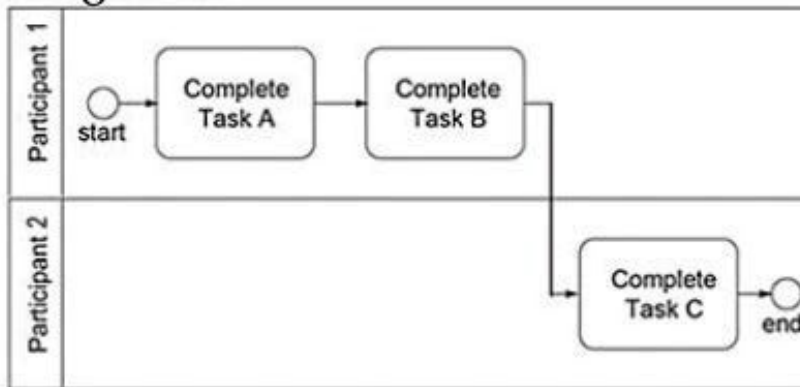 Participant 1
start
Complete
Task A
Complete
Task B
Participant 2
Complete
Task C
end